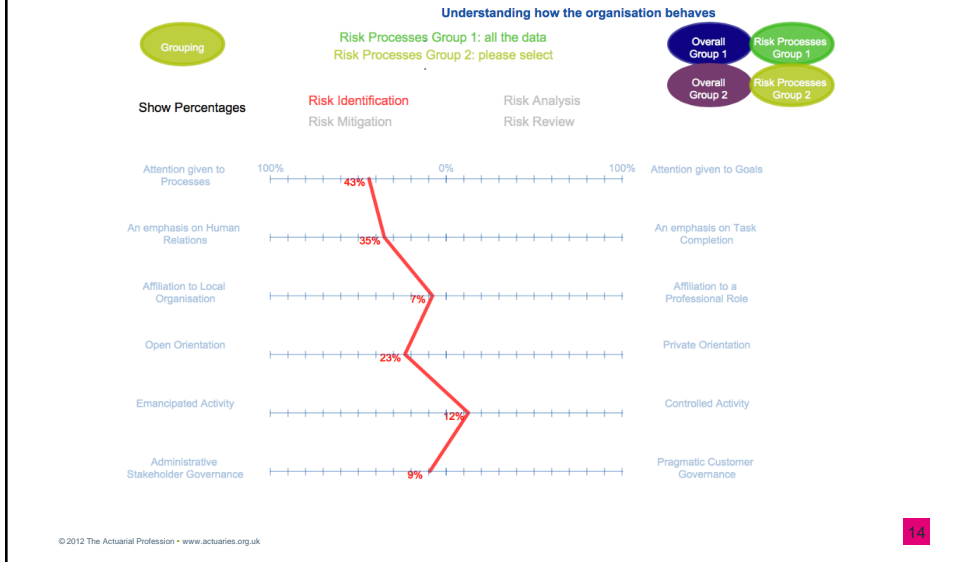 Understanding how the organisation behaves
Grouping
Risk Processes Group 1: all the data
Risk Processes Group 2: please select
Overall
Group 1
Risk Processes
Group 1
Overall
Group 2
Risk Processes
Group 2
Show Percentages
Risk Identification
Risk Analysis
Risk Mitigation
Risk Review
Attention given to
Processes
100%
0%
100%
Attention given to Goals
43%
An emphasis on Human
Relations
35%
An emphasis on Task
Completion
Affiliation to Local
Organisation
7%
Affiliation to a
Professional Role
Open Orientation
23%
Private Orientation
Emancipated Activity
12%
Controlled Activity
Administrative
Stakeholder Governance
9%
Pragmatic Customer
Governance
© 2012 The Actuarial Profession • www.actuaries.org.uk
14